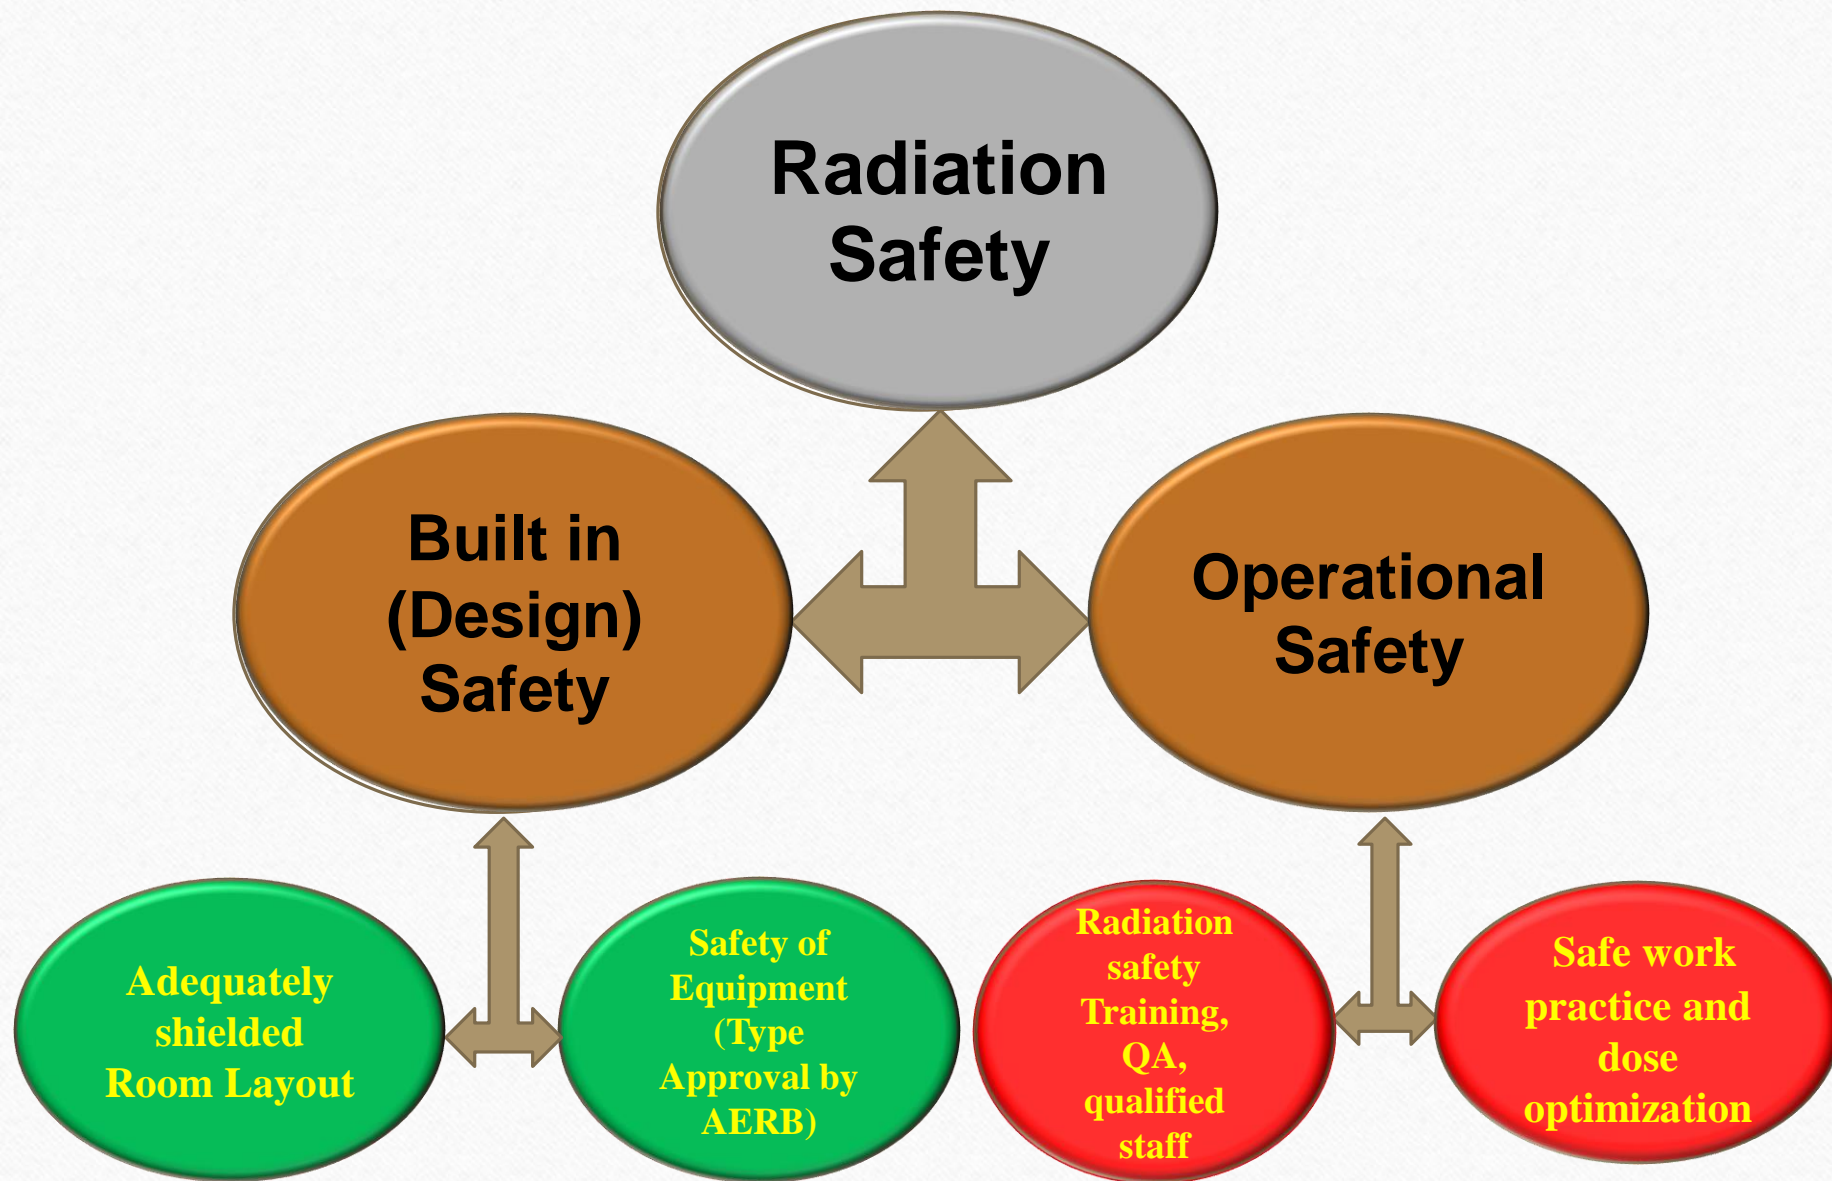 Radiation
Safety
Built in
(Design)
Safety
Operational
Safety
Adequately
shielded
Room Layout
Safety of
Equipment
(Type
Approval by
AERB)
Radiation
safety
Training,
QA,
qualified
staff
Safe work
practice and
dose
optimization